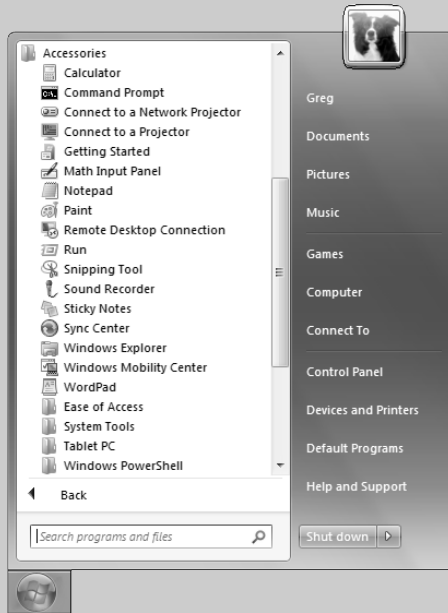 Accessories
Calculator
Command Prompt
Connect to a Network Projector
Connect to a Projector
Getting Started
Math Input Panel
Notepad
Paint
Remote Desktop Connection
Run
Snipping Tool
Sound Recorder
Sticky Notes
Sync Center
Windows Explorer
Windows Mobility Center
WordPad
Ease of Access
System Tools
Tablet PC
Windows PowerShell
Back
Search programs and files
Greg
Documents
Pictures
Music
Games
Computer
Connect To
Control Panel
Devices and Printers
Default Programs
Help and Support
Shut down